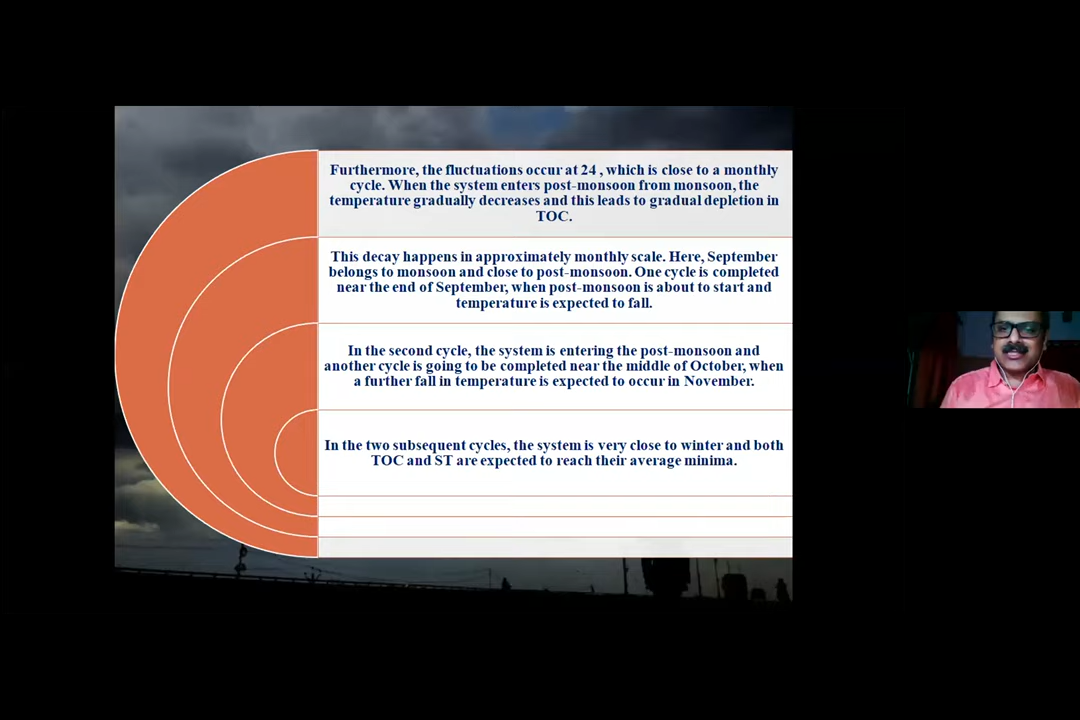 Furthermore, the fluctuations occur at 24 , which is close to a monthly
cycle. When the system enters post-monsoon from monsoon, the
temperature gradually decreases and this leads to gradual depletion in
TOC.
This decay happens in approximately monthly scale. Here, September
belongs to monsoon and close to post-monsoon. One cycle is completed
near the end of September, when post-monsoon is about to start and
temperature is expected to fall.
In the second cycle, the system is entering the post-monsoon and
another cycle is going to be completed near the middle of October, when
a further fall in temperature is expected to occur in November.
In the two subsequent cycles, the system is very close to winter and both
TOC and ST are expected to reach their average minima.